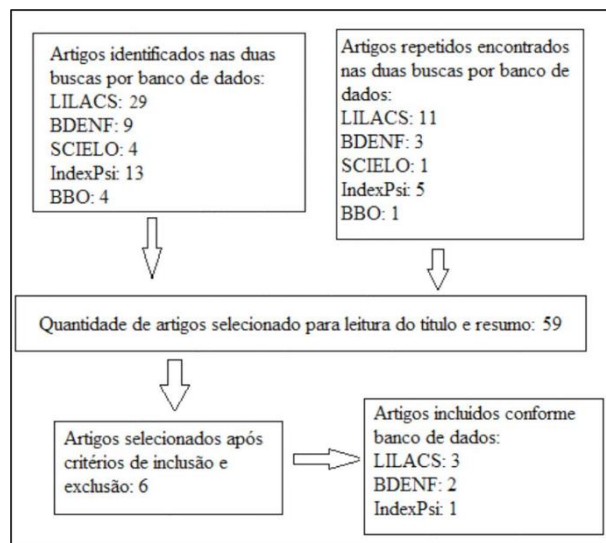 Artigos identificados nas duas
buscas por banco de dados:
LILACS: 29
BDENF: 9
SCIELO: 4
IndexPsi: 13
BBO: 4
Artigos repetidos encontrados
nas duas buscas por banco de
dados:
LILACS: 11
BDENF: 3
SCIELO: 1
IndexPsi: 5
BBO: 1
Quantidade de artigos selecionado para leitura do titulo e resumo: 59
Artigos selecionados após
critérios de inclusão e
exclusão: 6
Artigos incluidos conforme
banco de dados:
LILACS: 3
BDENF: 2
IndexPsi: 1